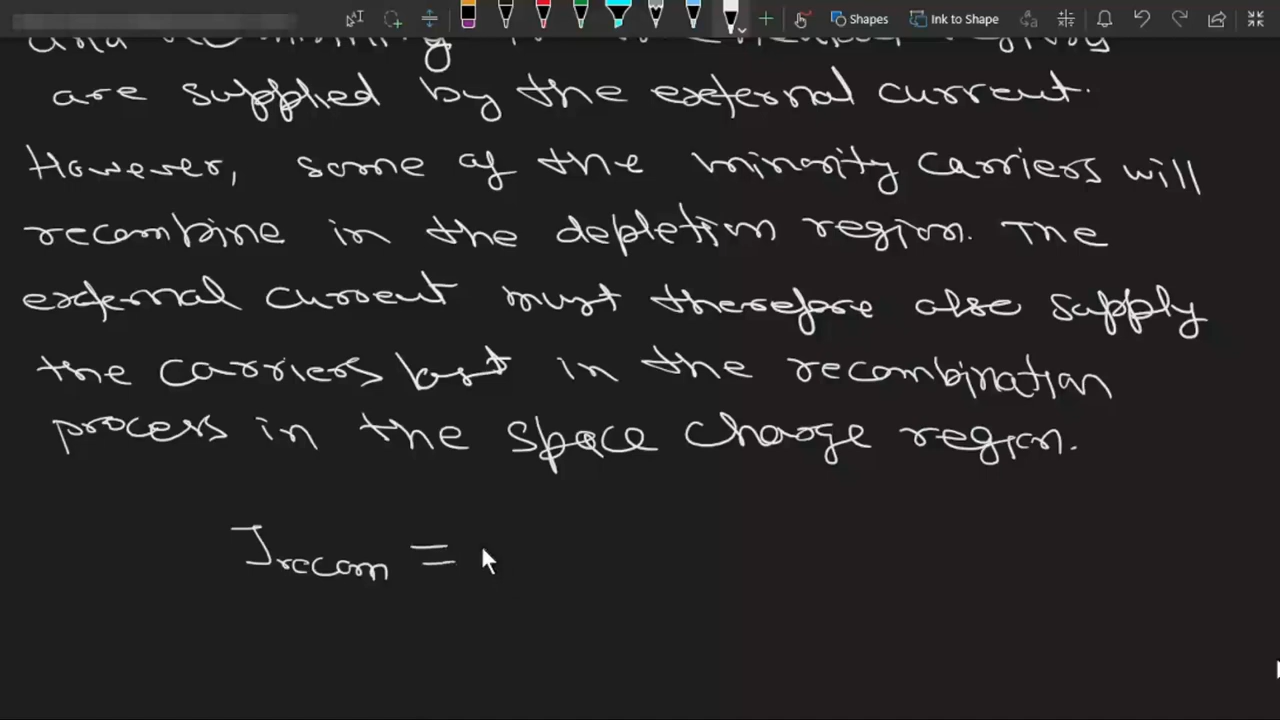 Shapes Ink to Shape
and
are supplied by the external current.
However, some of the minority carriers will
recombine in the depletion region. The
external current must therefore also supply
the carriers lost in the recombination
process in the space charge region.
Jrecom =